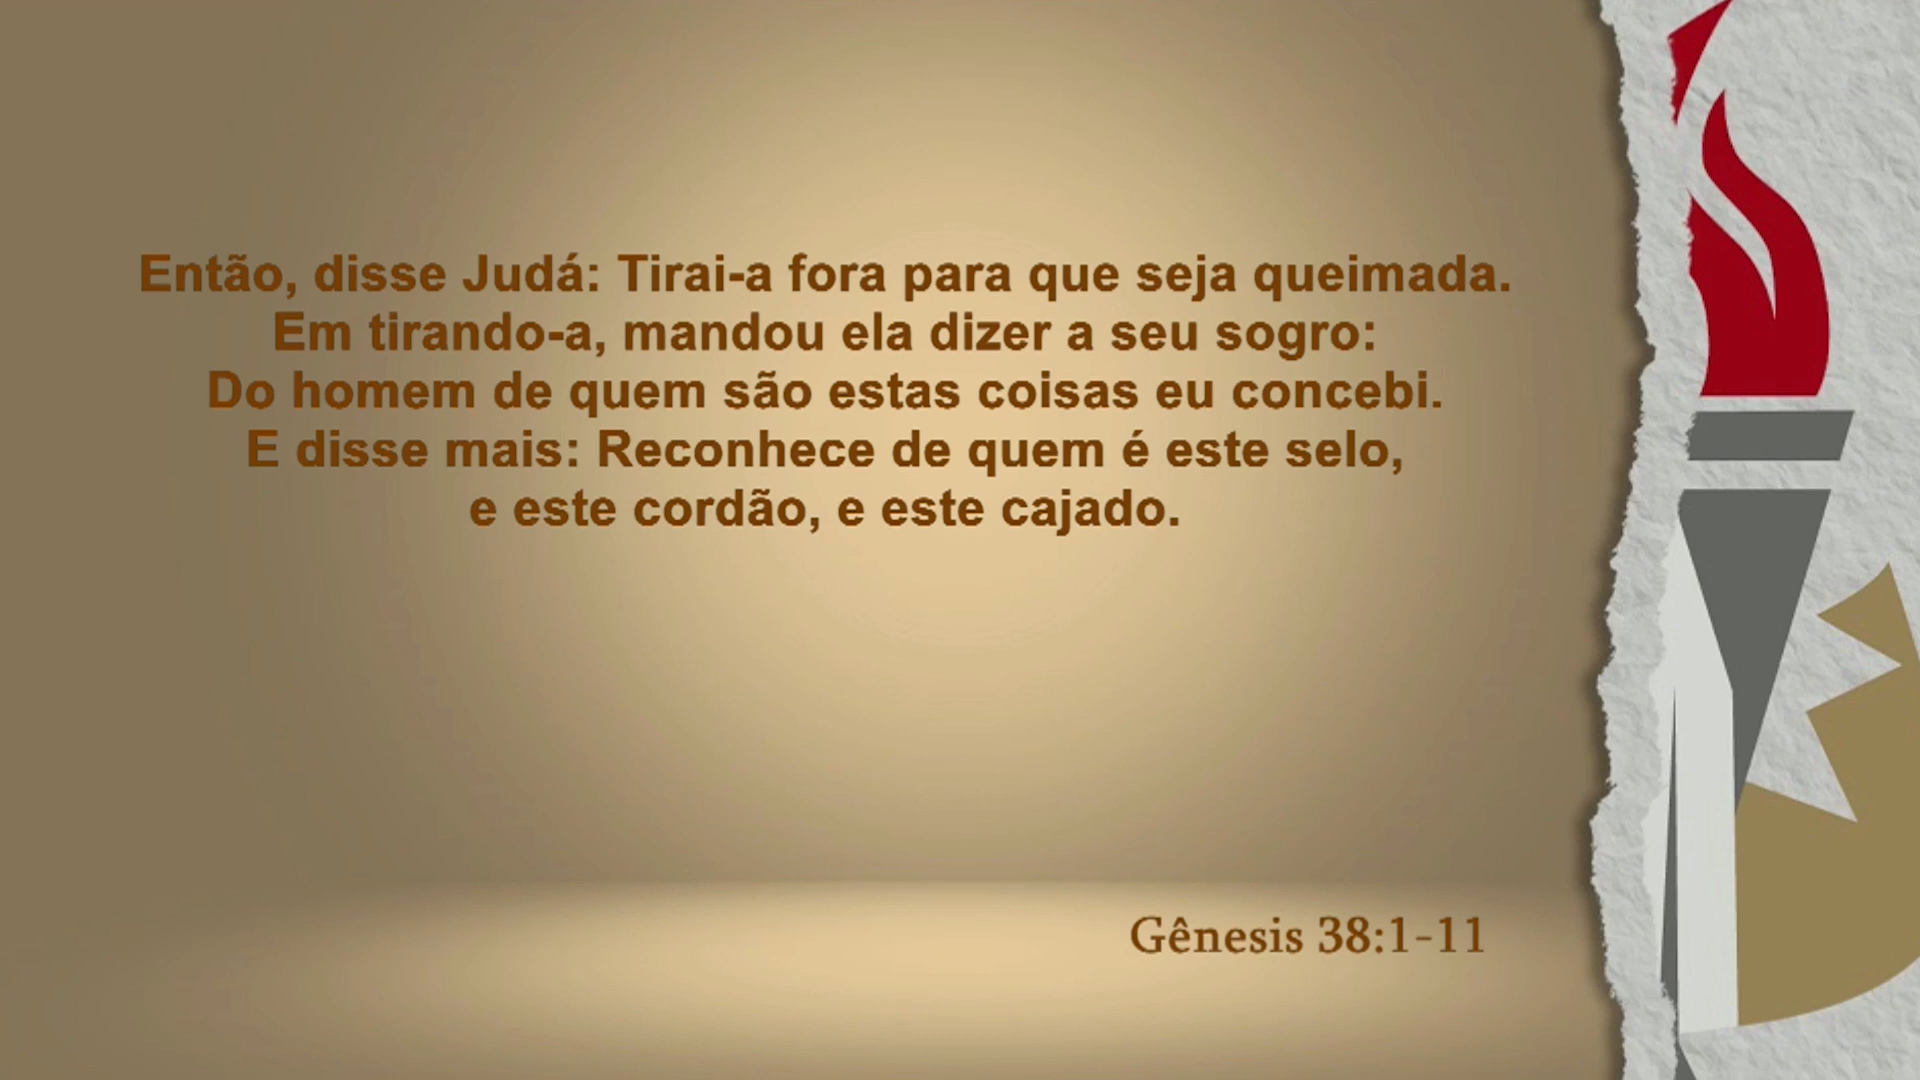 Então, disse Judá: Tirai-a fora para que seja queimada.
Em tirando-a, mandou ela dizer a seu sogro:
Do homem de quem são estas coisas eu concebi.
E disse mais: Reconhece de quem é este selo,
e este cordão, e este cajado.
Gênesis 38:1-11